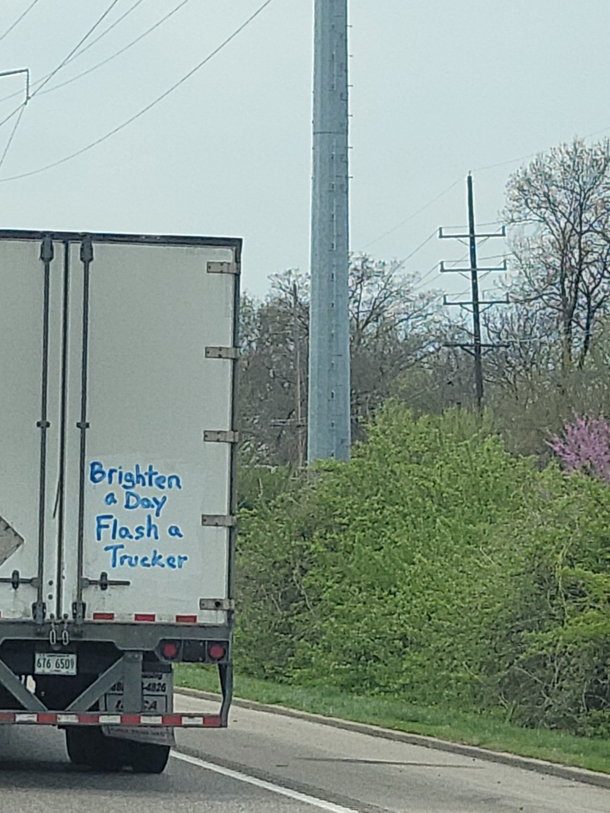 Brighten
a Day
Flash a
Trucker
676 6509